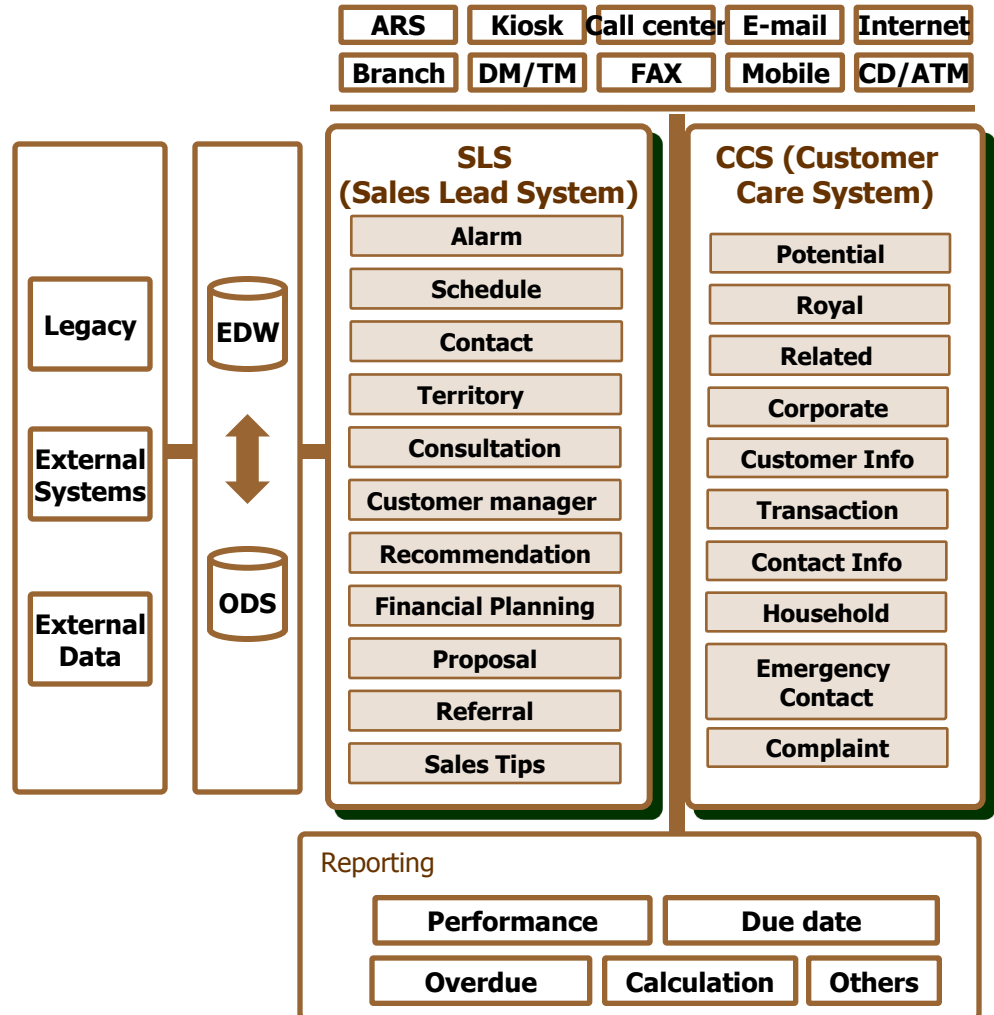 ARS
Kiosk
Call center
E-mail
Internet
Branch
DM/TM
FAX
Mobile
CD/ATM
Legacy
External
Systems
External
Data
EDW
ODS
SLS
(Sales Lead System)
Alarm
Schedule
Contact
Territory
Consultation
Customer manager
Recommendation
Financial Planning
Proposal
Referral
Sales Tips
CCS (Customer
Care System)
Potential
Royal
Related
Corporate
Customer Info
Transaction
Contact Info
Household
Emergency
Contact
Complaint
Reporting
Performance
Due date
Overdue
Calculation
Others